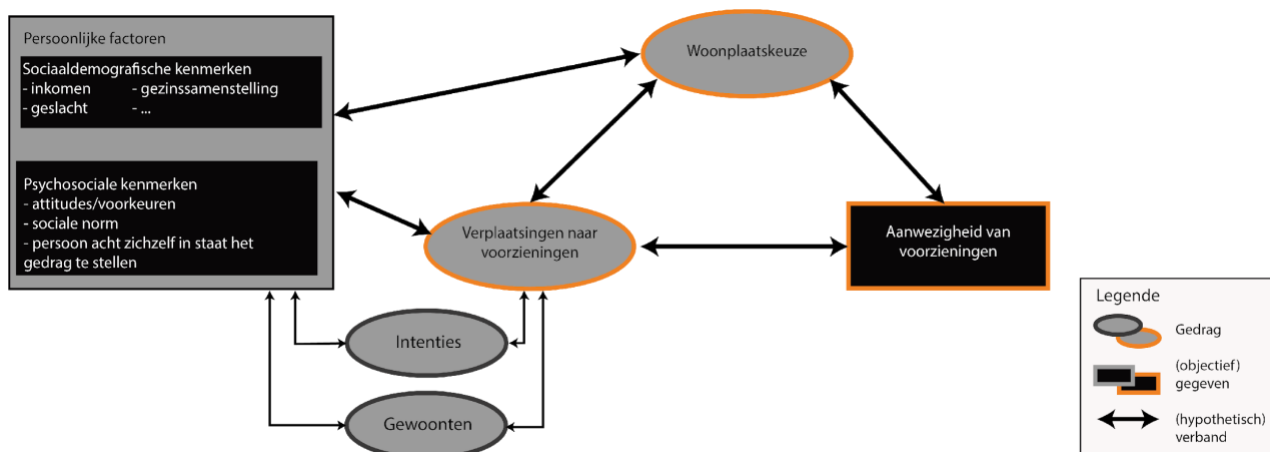 Persoonlijke factoren
Sociaaldemografische kenmerken
- inkomen - gezinssamenstelling
- geslacht - ...
Psychosociale kenmerken
- attitudes/voorkeuren
- sociale norm
- persoon acht zichzelf in staat het
gedrag te stellen
Woonplaatskeuze
Verplaatsingen naar
voorzieningen
Aanwezigheid van
voorzieningen
Intenties
Gewoonten
Legende
Gedrag
(objectief)
gegeven
(hypothetisch)
verband